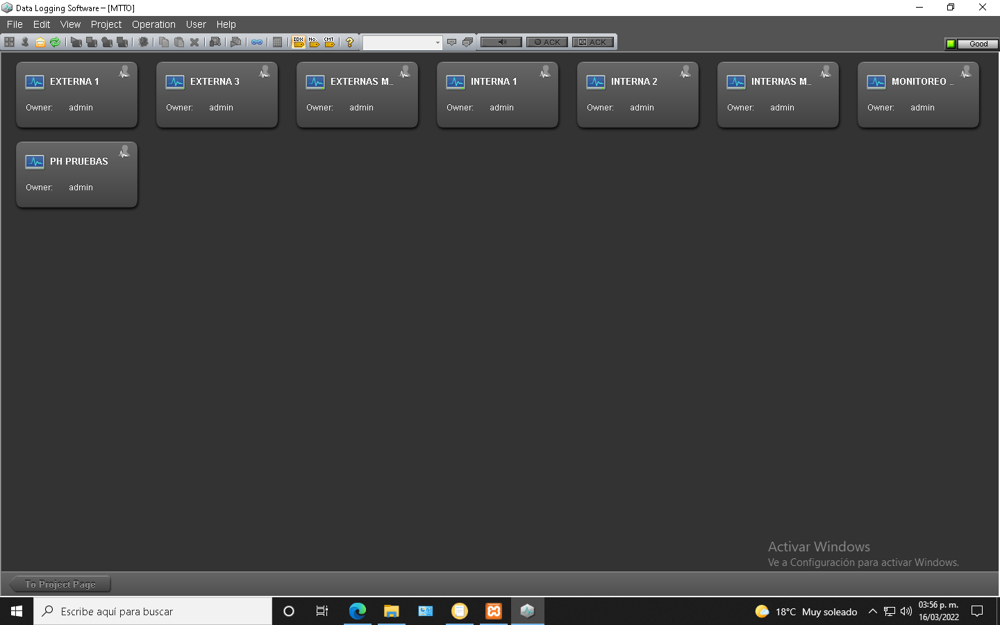 Data Logging Software – [MTTO]
File Edit View Project Operation User Help
IDX No. CMT ? ACK ACK
Good
EXTERNA 1
Owner: admin
EXTERNA 3
Owner: admin
EXTERNAS M...
Owner: admin
INTERNA 1
Owner: admin
INTERNA 2
Owner: admin
INTERNAS M...
Owner: admin
MONITOREO ...
Owner: admin
PH PRUEBAS
Owner: admin
Activar Windows
Ve a Configuración para activar Windows.
To Project Page
Escribe aquí para buscar
18°C Muy soleado
03:56 p. m.
16/03/2022